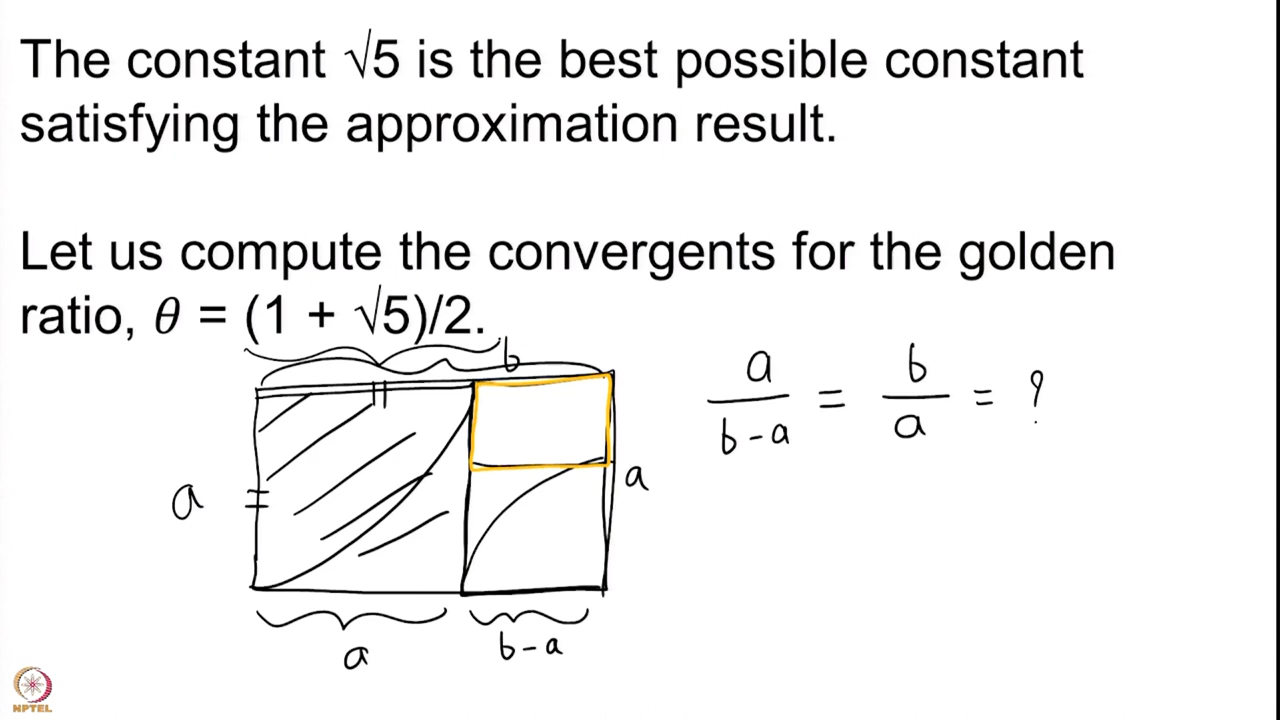 The constant √5 is the best possible constant
satisfying the approximation result.
Let us compute the convergents for the golden
ratio, θ = (1 + √5)/2.
b
a/(b-a) = b/a = ?
a
a
a
b-a
NPTEL